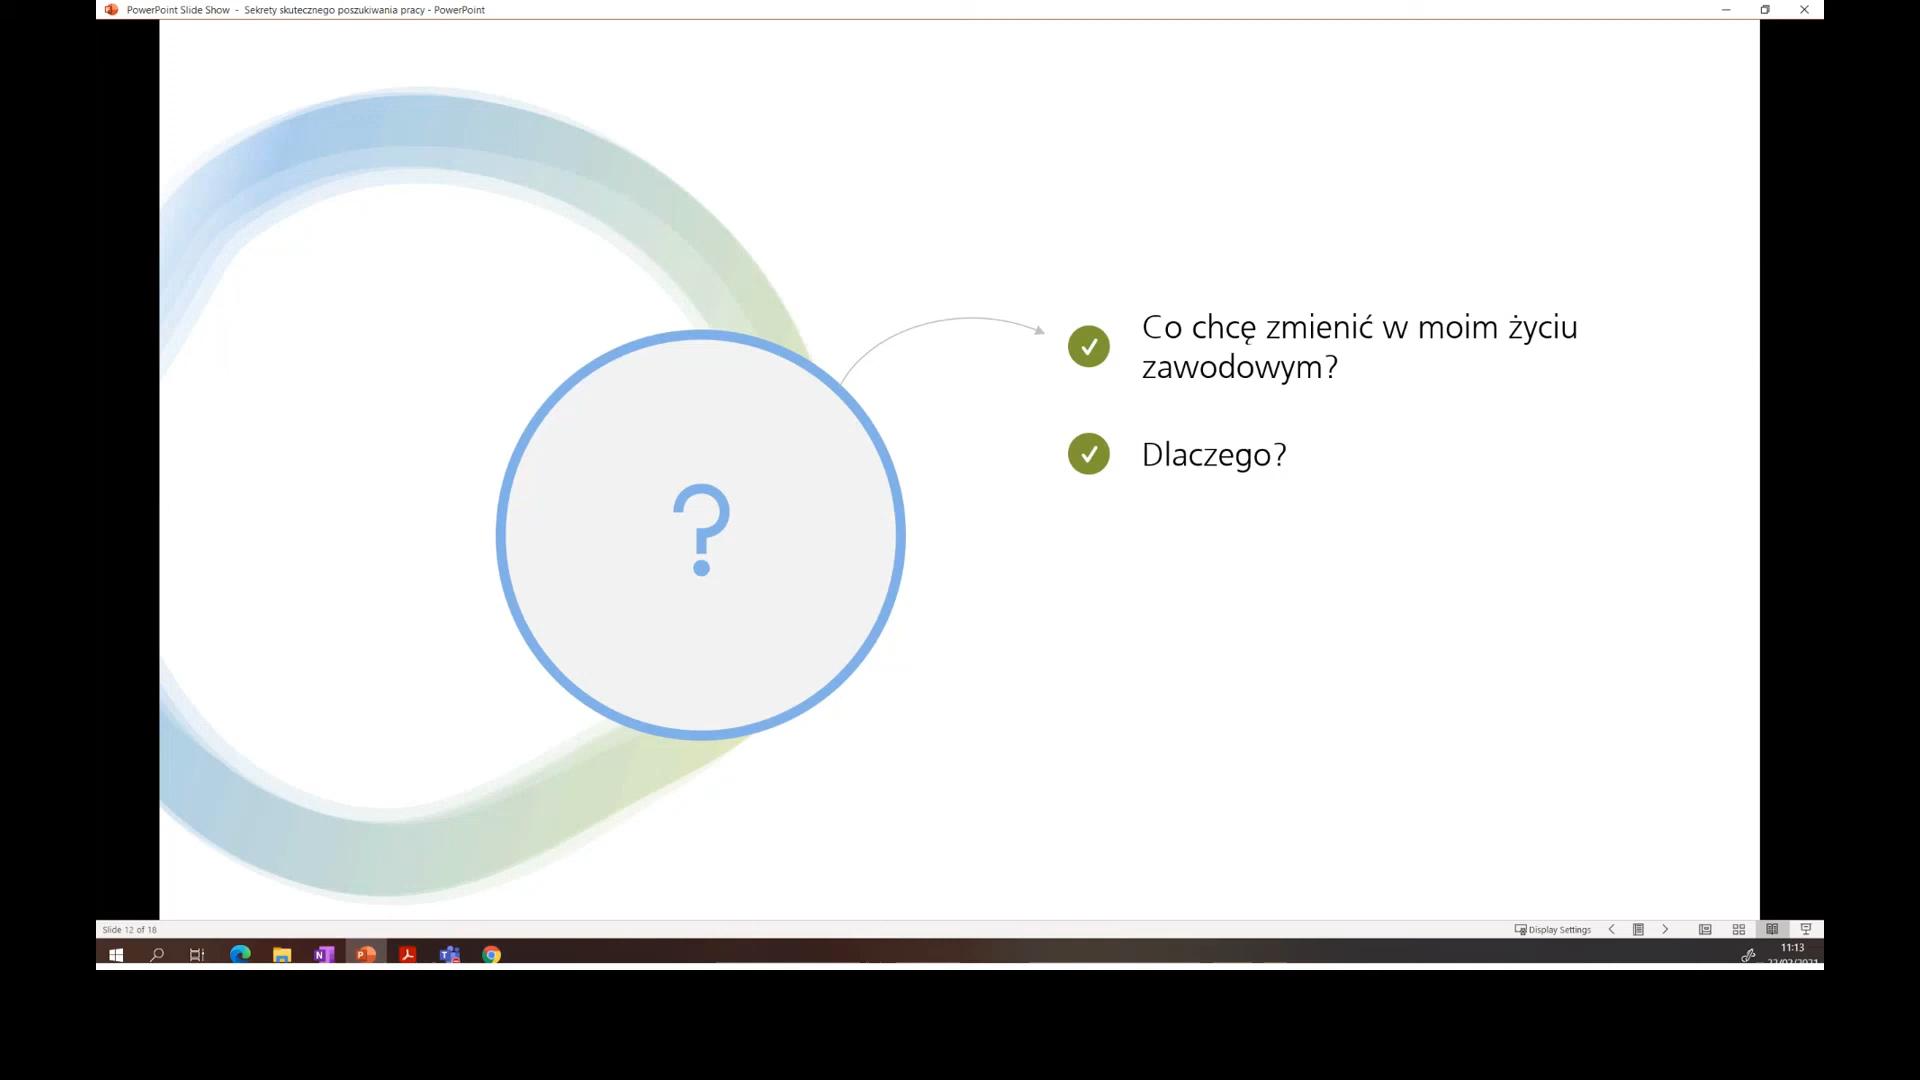 PowerPoint Slide Show - Sekrety skutecznego poszukiwania pracy - PowerPoint
Co chcę zmienić w moim życiu
zawodowym?
Dlaczego?
?
Slide 12 of 18
Display Settings
11:13